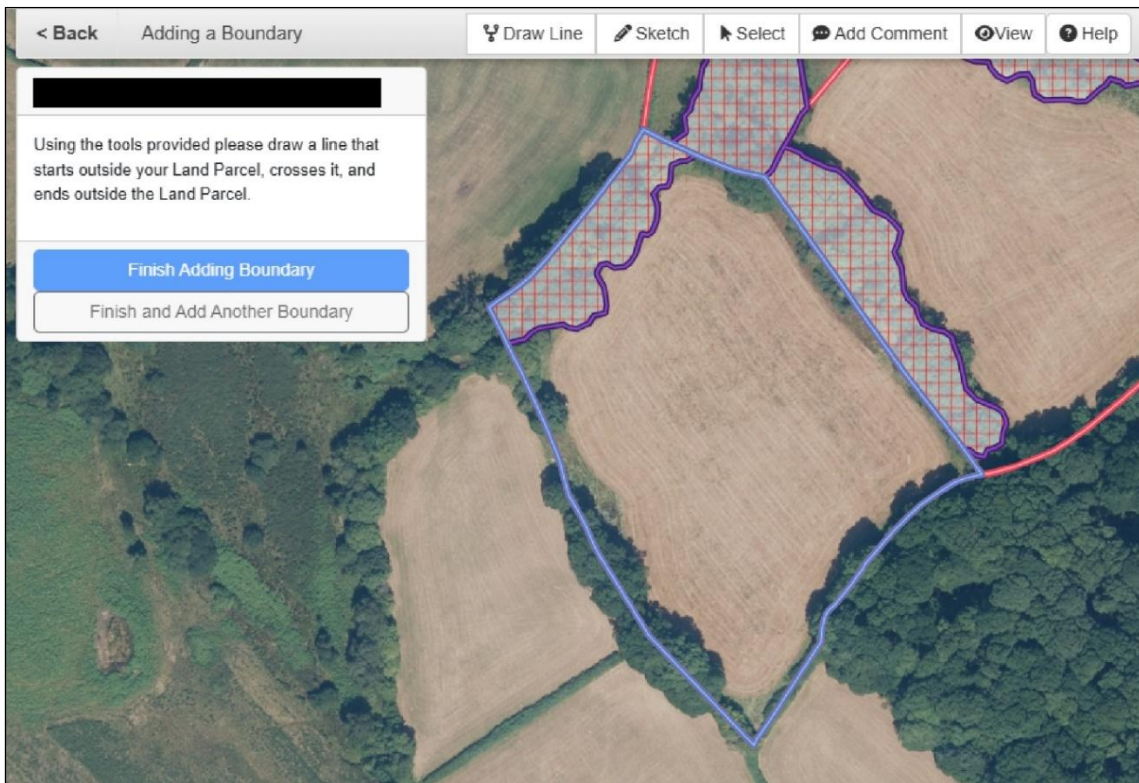 < Back Adding a Boundary Draw Line Sketch Select Add Comment View Help
Using the tools provided please draw a line that
starts outside your Land Parcel, crosses it, and
ends outside the Land Parcel.
Finish Adding Boundary
Finish and Add Another Boundary